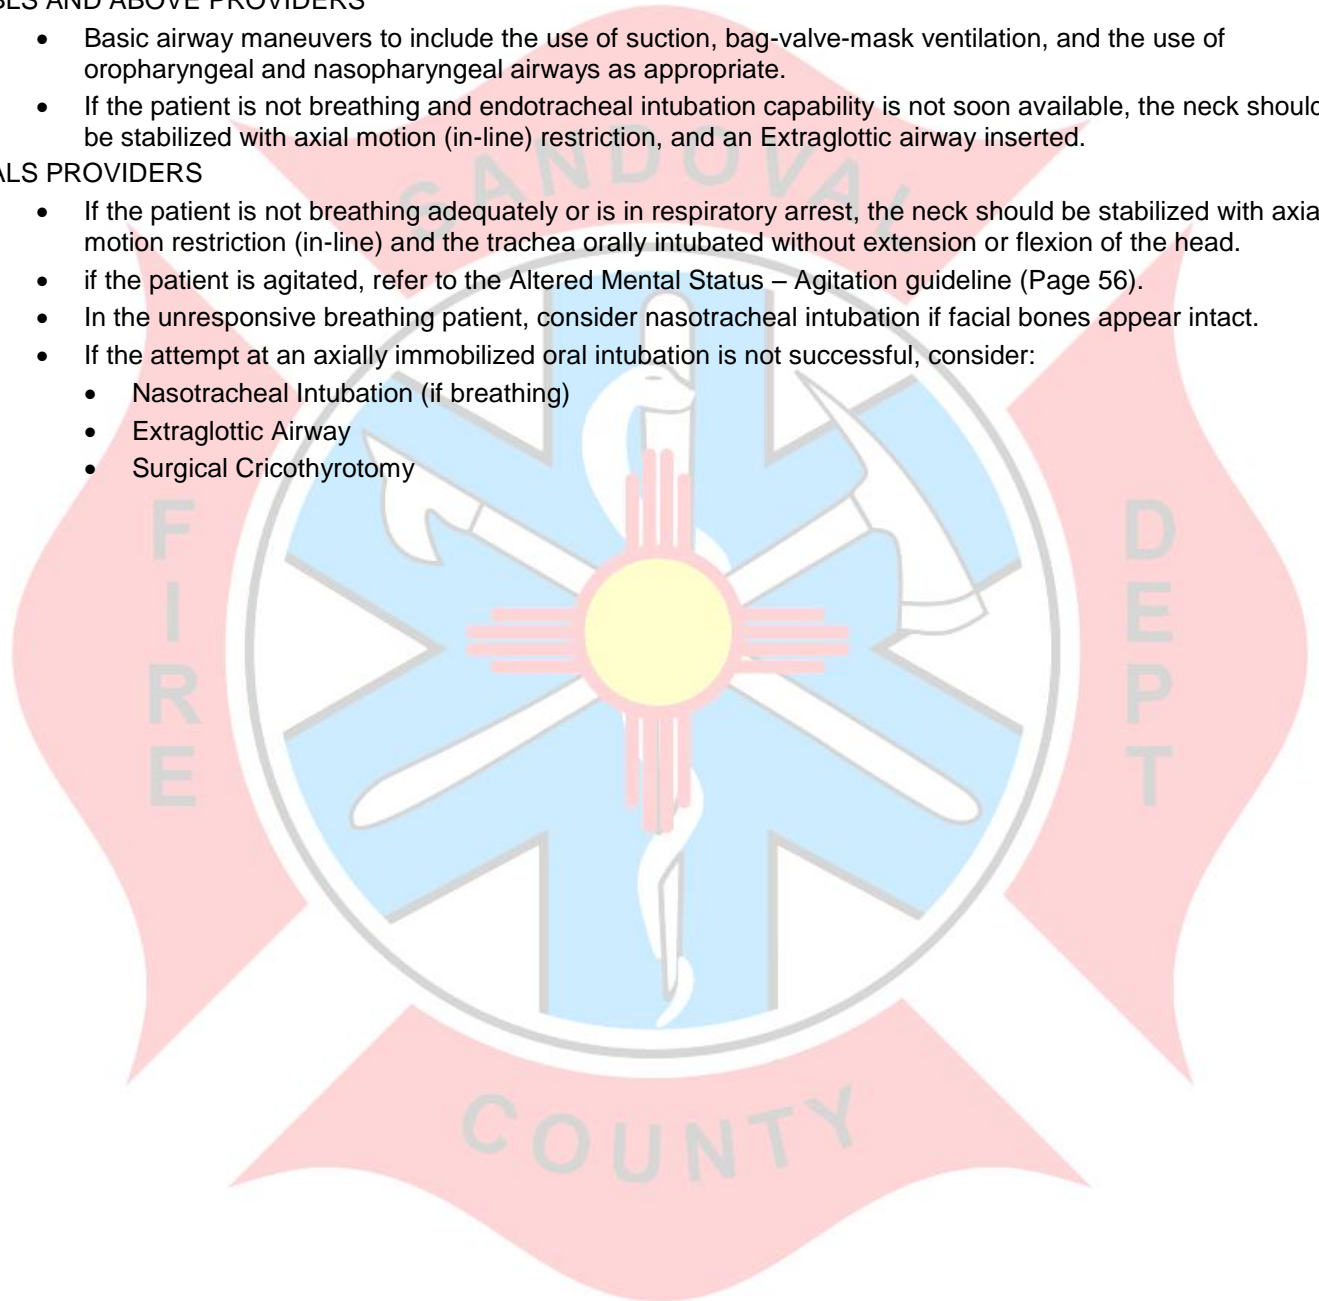 BLS AND ABOVE PROVIDERS
• Basic airway maneuvers to include the use of suction, bag-valve-mask ventilation, and the use of
oropharyngeal and nasopharyngeal airways as appropriate.
• If the patient is not breathing and endotracheal intubation capability is not soon available, the neck should
be stabilized with axial motion (in-line) restriction, and an Extraglottic airway inserted.
ALS PROVIDERS
• If the patient is not breathing adequately or is in respiratory arrest, the neck should be stabilized with axia
motion restriction (in-line) and the trachea orally intubated without extension or flexion of the head.
• if the patient is agitated, refer to the Altered Mental Status – Agitation guideline (Page 56).
• In the unresponsive breathing patient, consider nasotracheal intubation if facial bones appear intact.
• If the attempt at an axially immobilized oral intubation is not successful, consider:
• Nasotracheal Intubation (if breathing)
• Extraglottic Airway
• Surgical Cricothyrotomy
SANDOVAL
FIRE
DEPT
COUNTY